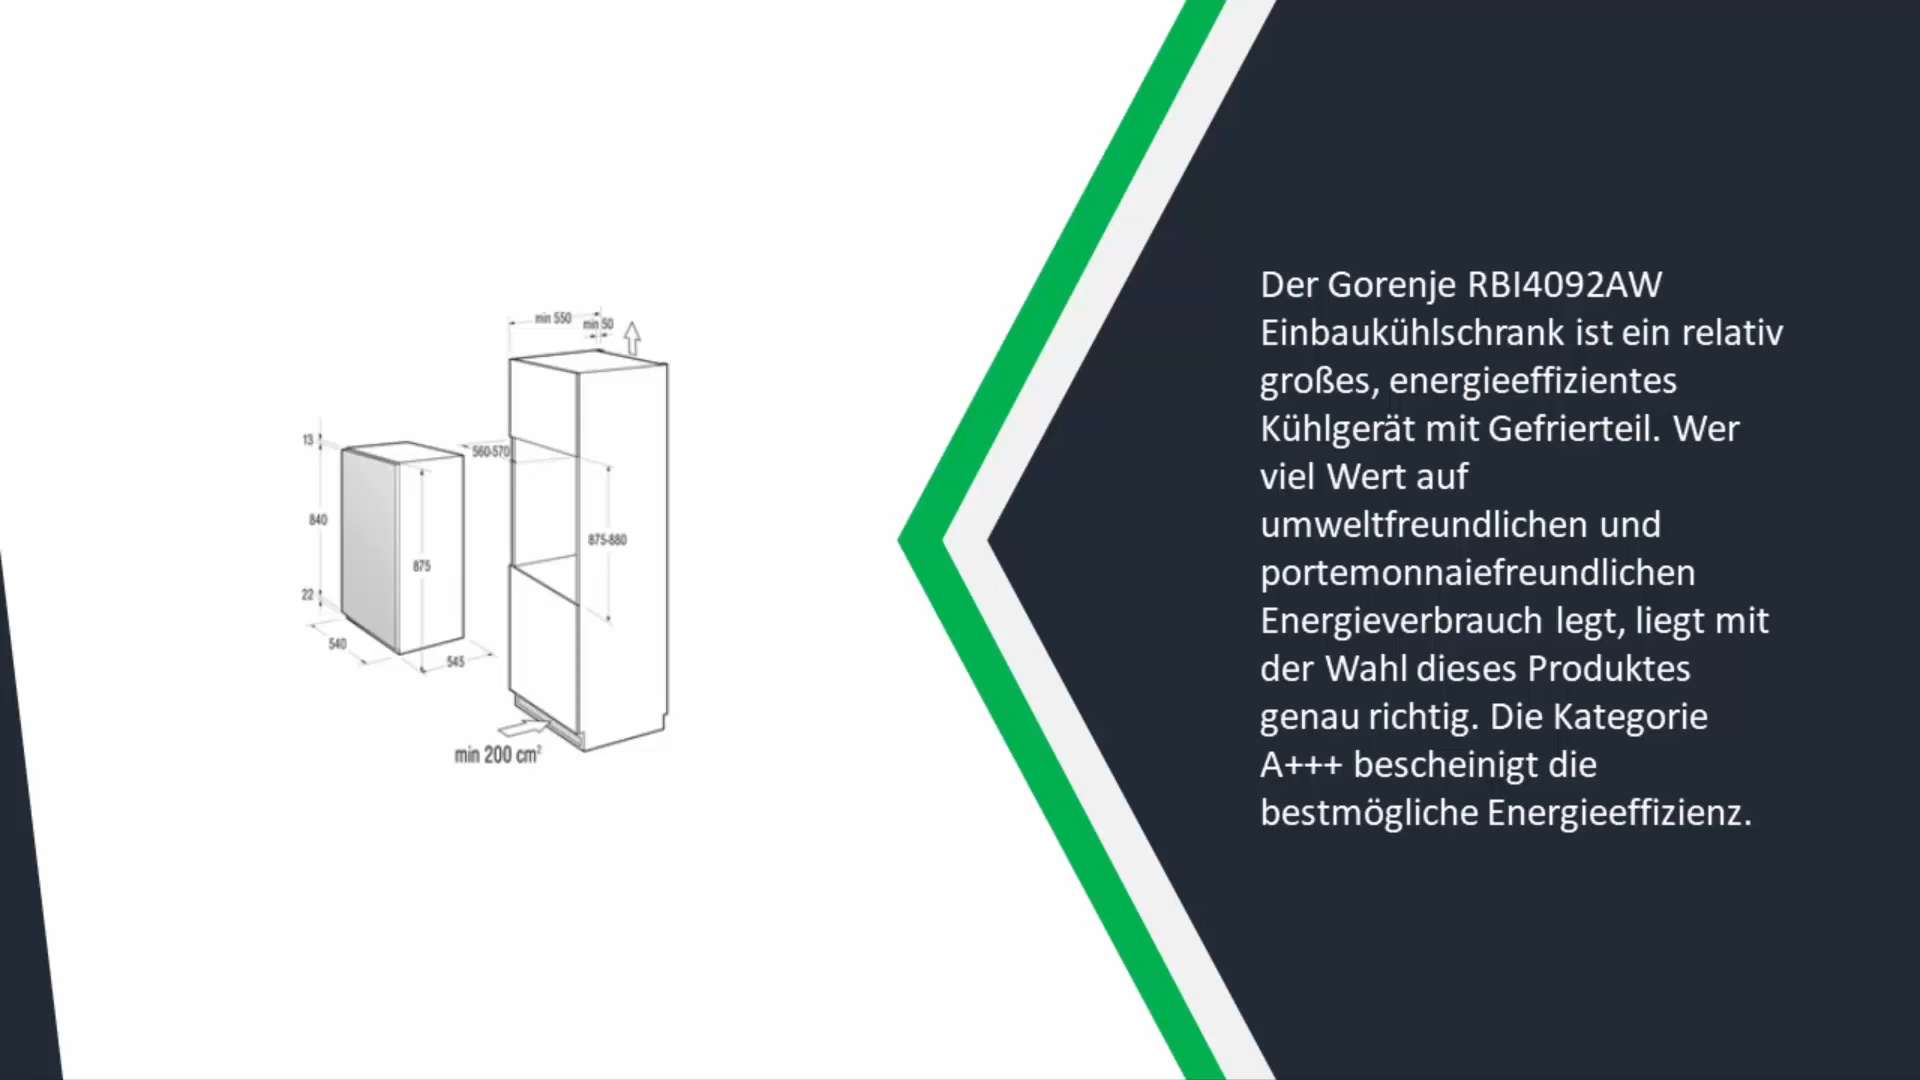 min 550
min 50
13
560-570
840
875-880
875
22
540
545
min 200 cm²
Der Gorenje RBI4092AW
Einbaukühlschrank ist ein relativ
großes, energieeffizientes
Kühlgerät mit Gefrierteil. Wer
viel Wert auf
umweltfreundlichen und
portemonnaiefreundlichen
Energieverbrauch legt, liegt mit
der Wahl dieses Produktes
genau richtig. Die Kategorie
A+++ bescheinigt die
bestmögliche Energieeffizienz.